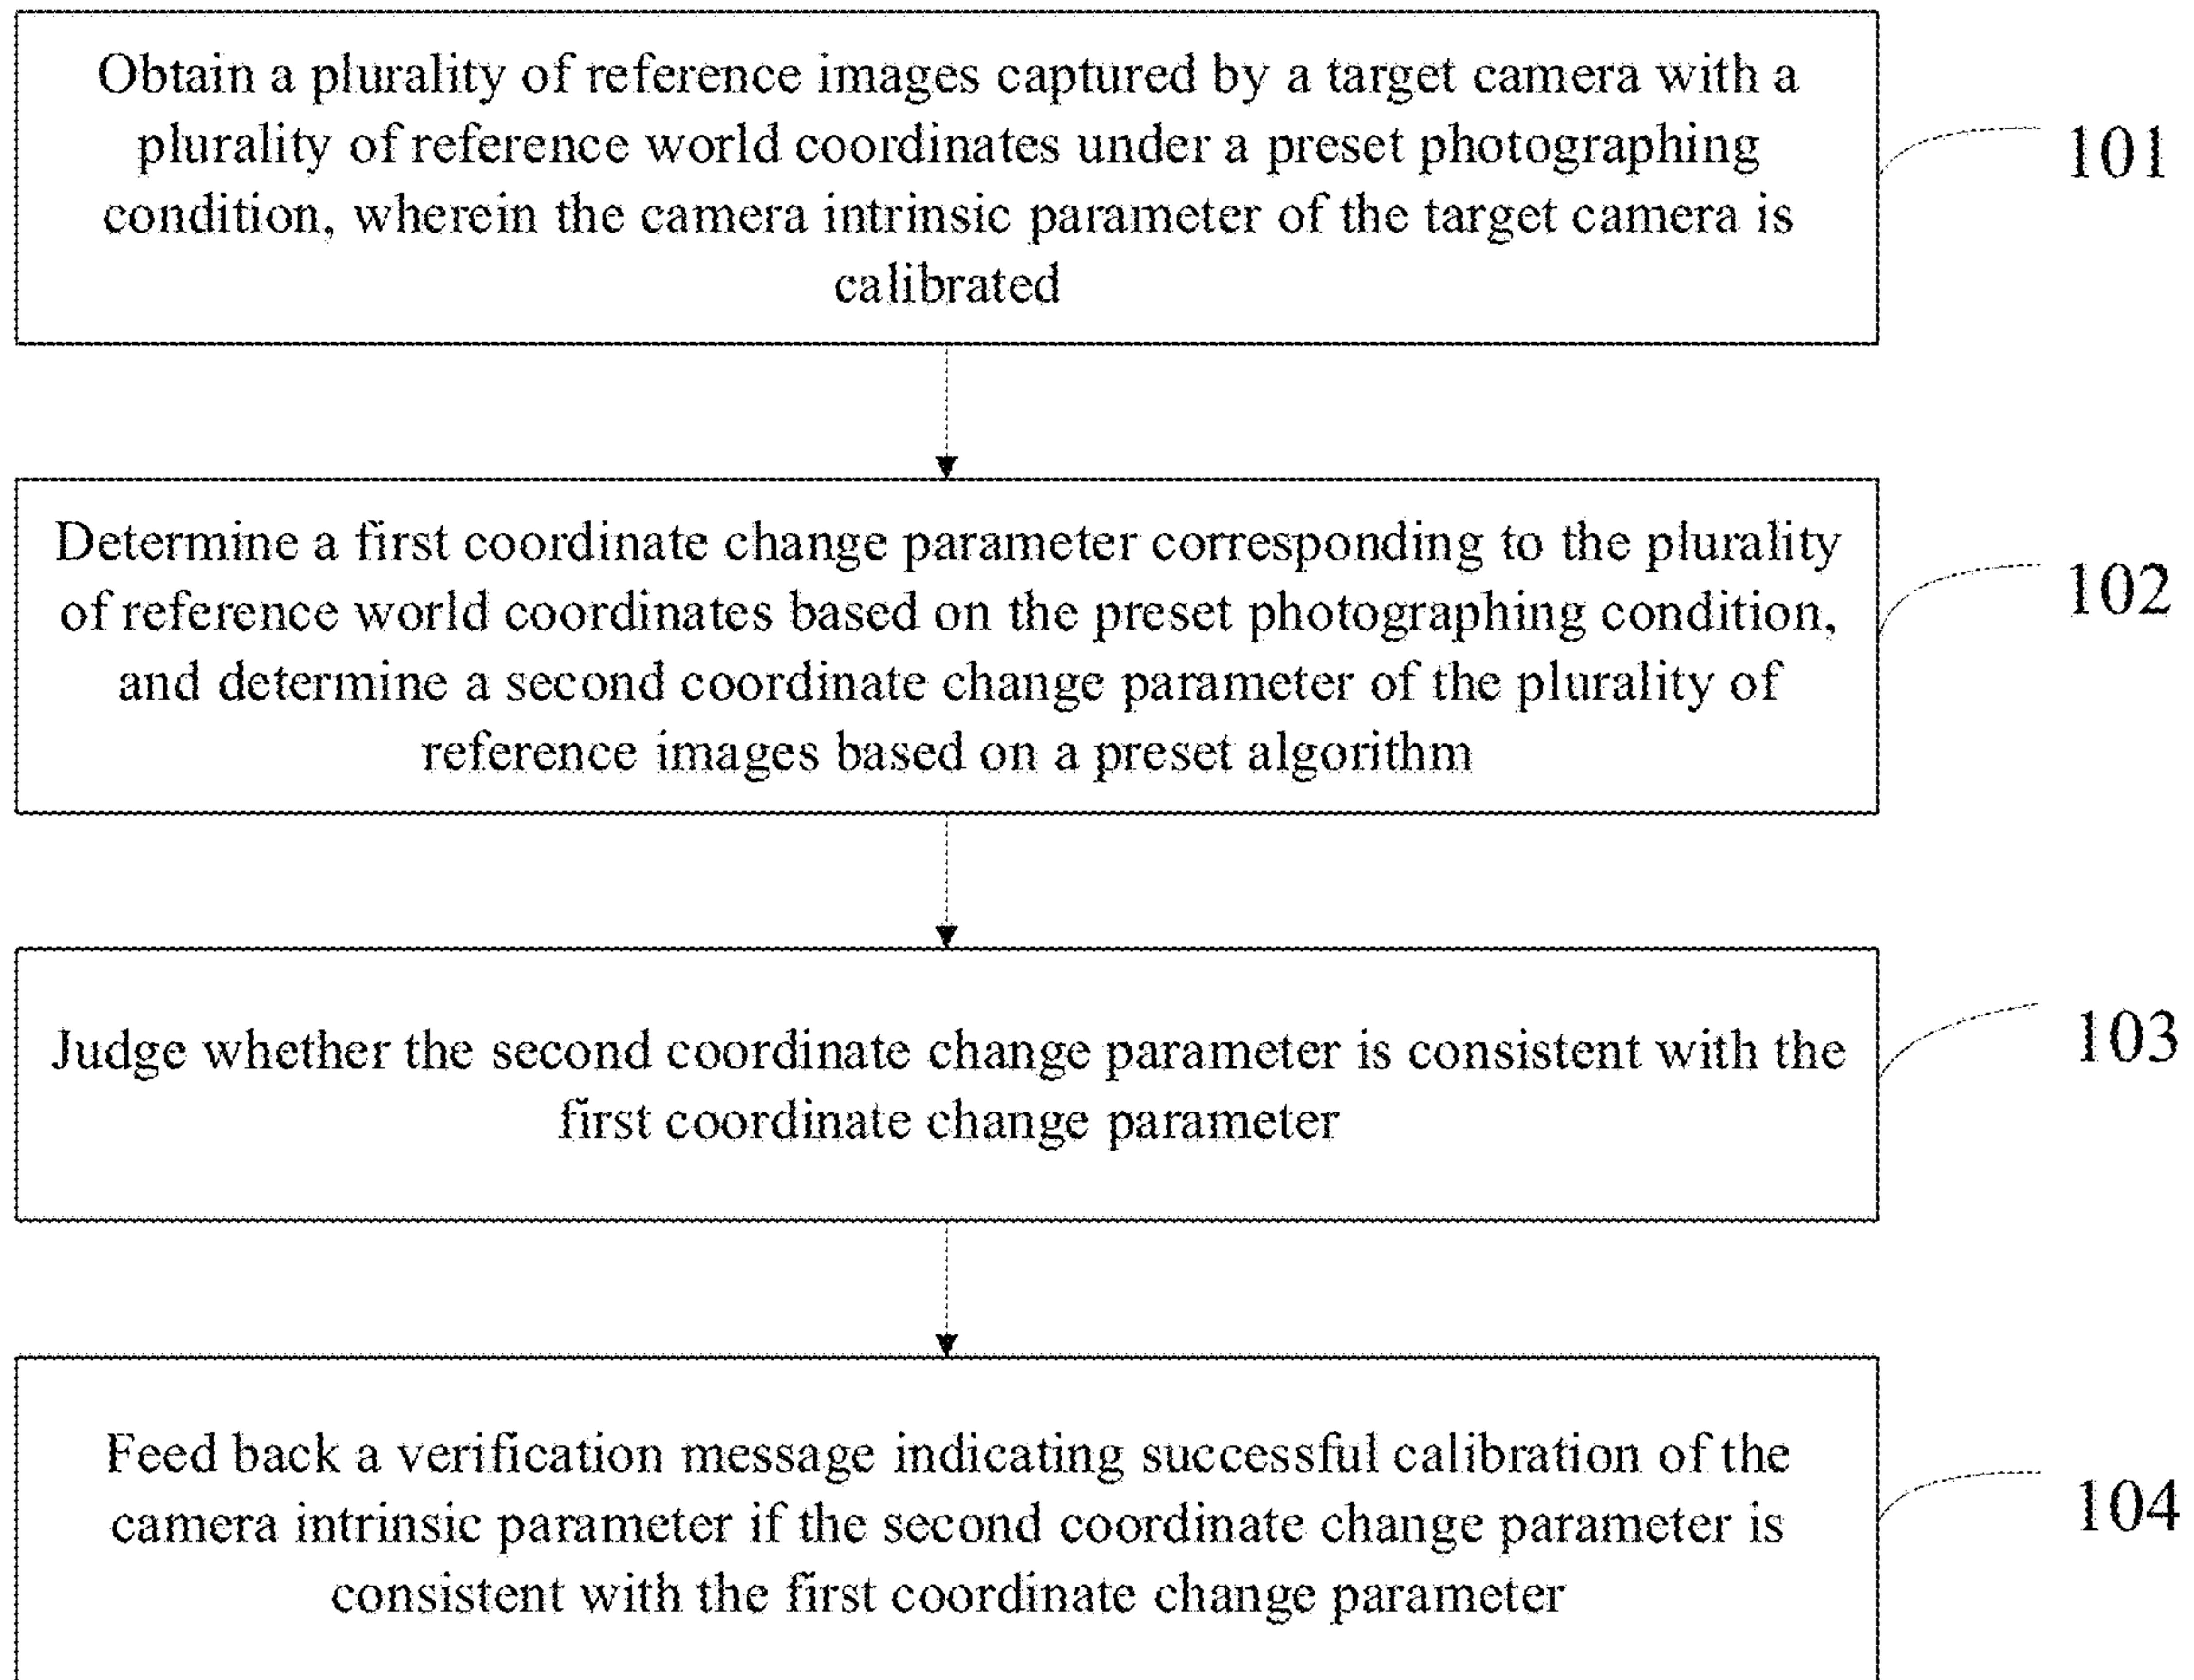 Obtain a plurality of reference images captured by a target camera with a
plurality of reference world coordinates under a preset photographing
condition, wherein the camera intrinsic parameter of the target camera is
calibrated
101
Determine a first coordinate change parameter corresponding to the plurality
of reference world coordinates based on the preset photographing condition,
and determine a second coordinate change parameter of the plurality of
reference images based on a preset algorithm
102
Judge whether the second coordinate change parameter is consistent with the
first coordinate change parameter
103
Feed back a verification message indicating successful calibration of the
camera intrinsic parameter if the second coordinate change parameter is
consistent with the first coordinate change parameter
104